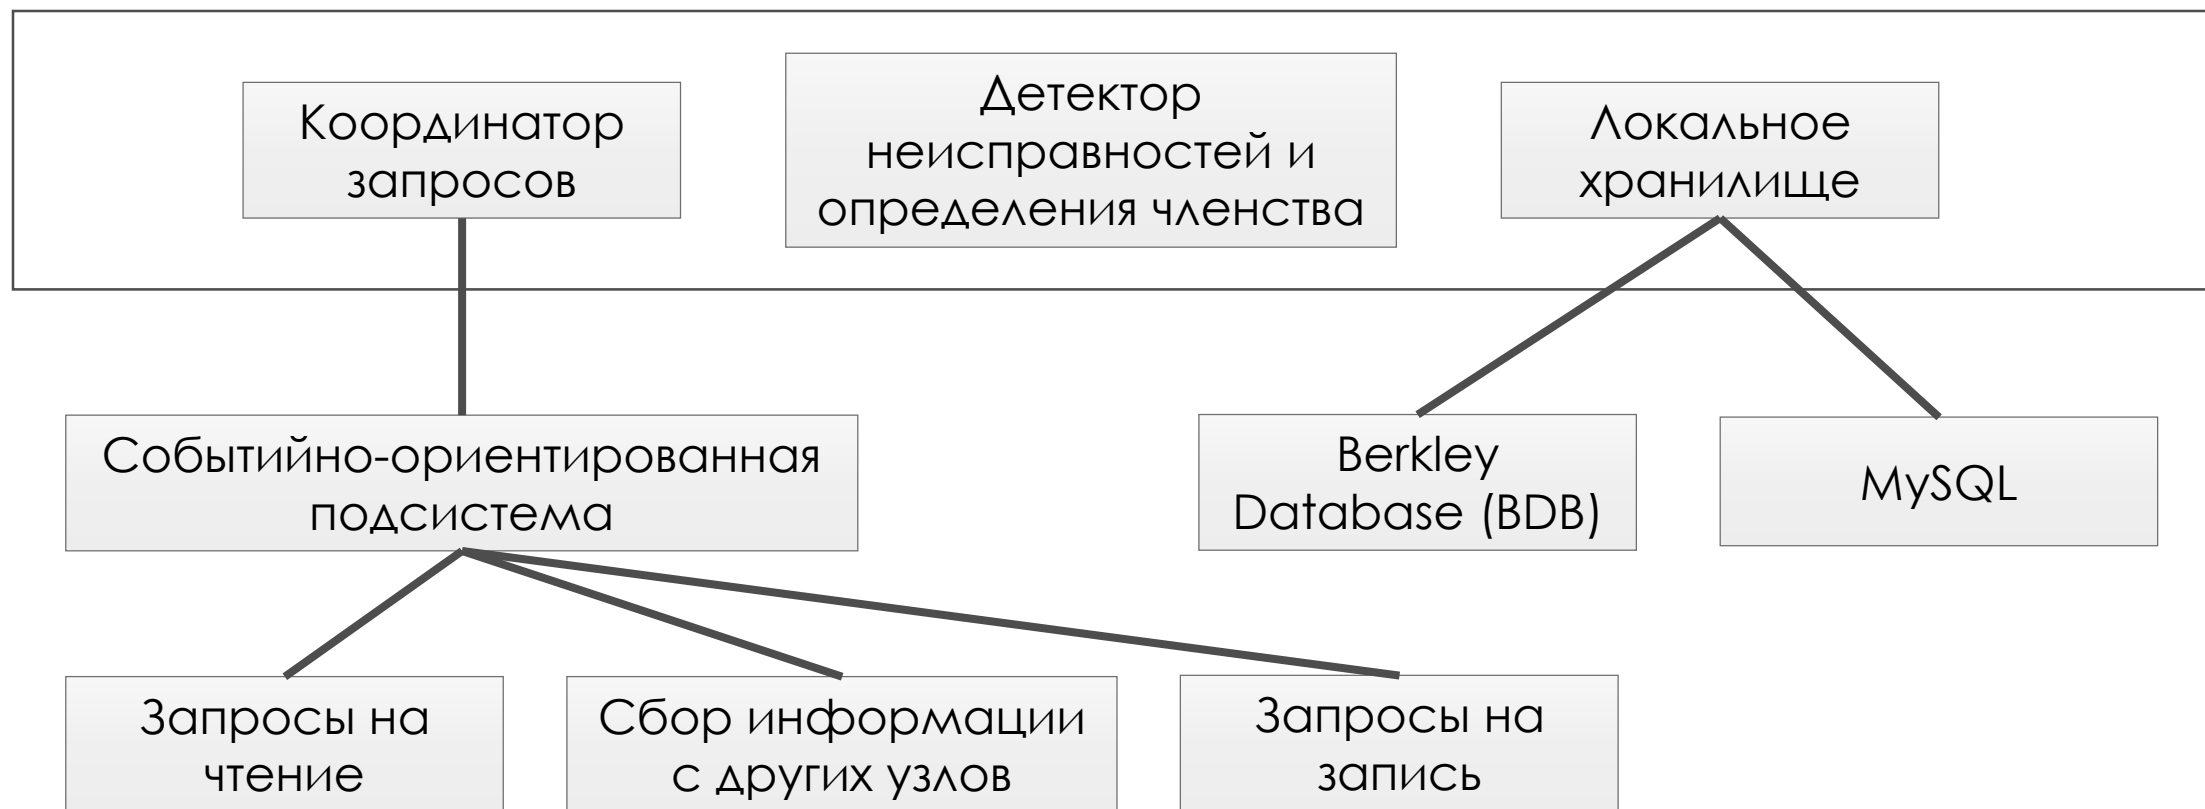 Координатор
запросов
Детектор
неисправностей и
определения членства
Локальное
хранилище
Событийно-ориентированная
подсистема
Berkley
Database (BDB)
MySQL
Запросы на
чтение
Сбор информации
с других узлов
Запросы на
запись